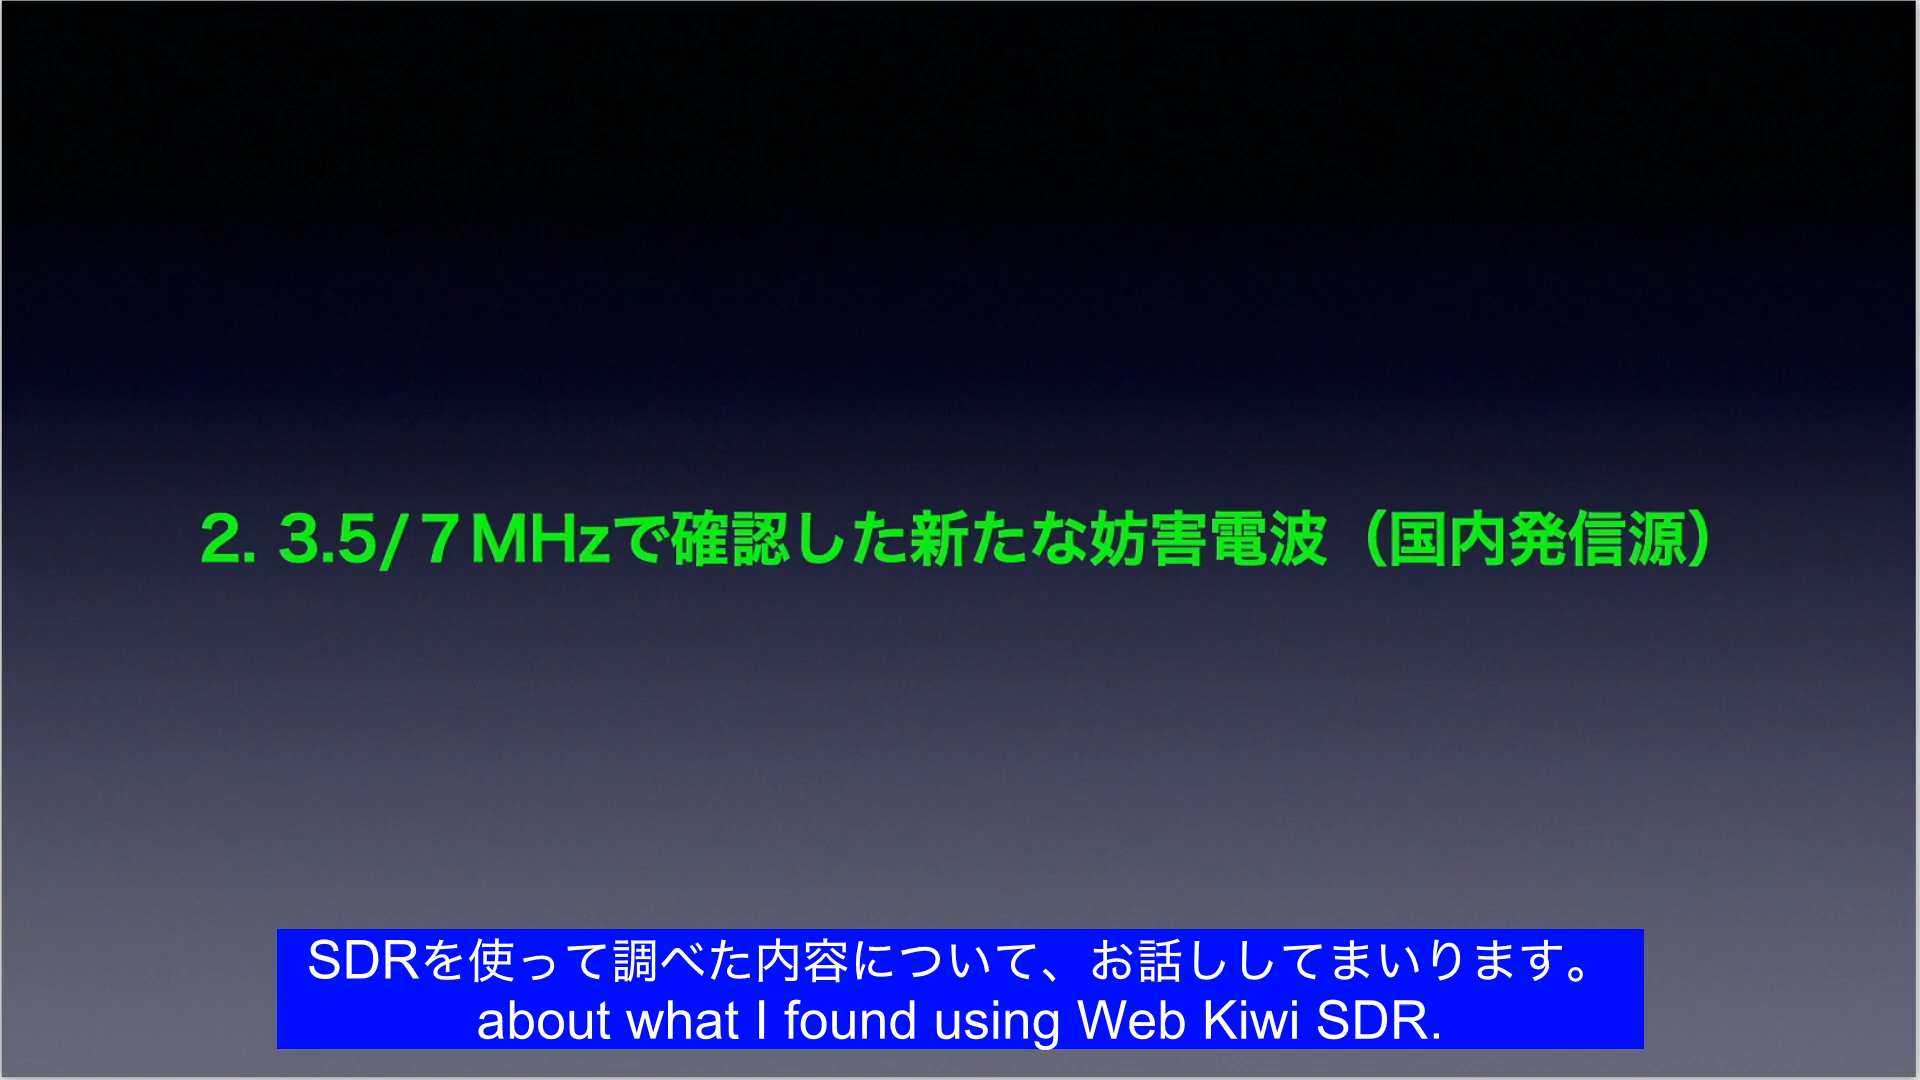 2. 3.5/７MHzで確認した新たな妨害電波（国内発信源）
SDRを使って調べた内容について、お話ししてまいります。
about what I found using Web Kiwi SDR.